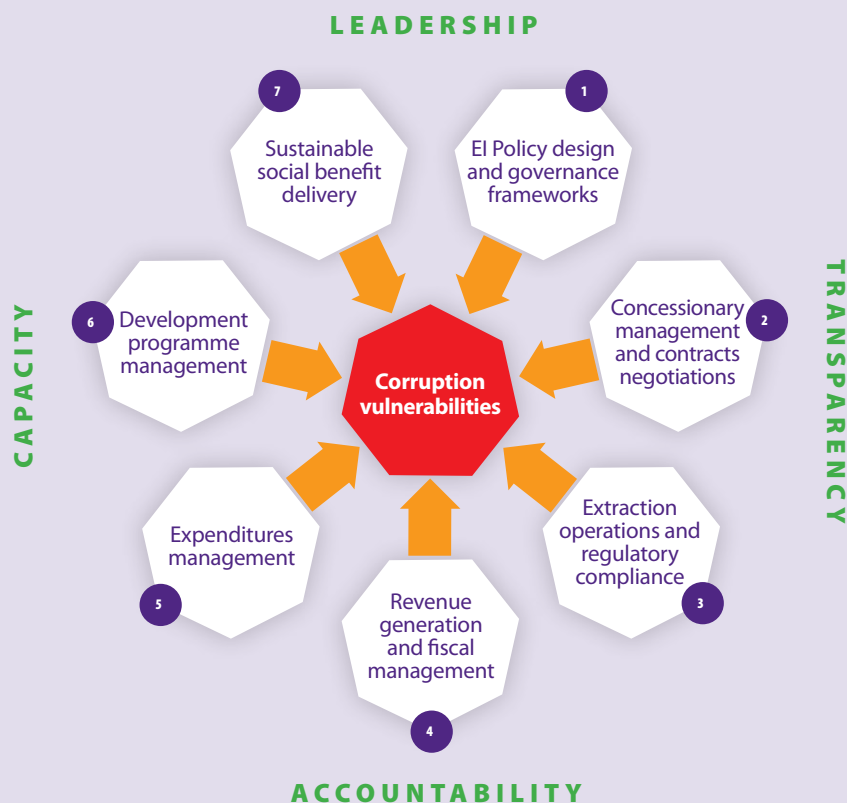 LEADERSHIP
7
Sustainable
social benefit
delivery
1
EI Policy design
and governance
frameworks
TRANSPARENCY
2
Concessionary
management
and contracts
negotiations
CAPACITY
6
Development
programme
management
Corruption
vulnerabilities
3
Extraction
operations and
regulatory
compliance
5
Expenditures
management
4
Revenue
generation
and fiscal
management
ACCOUNTABILITY